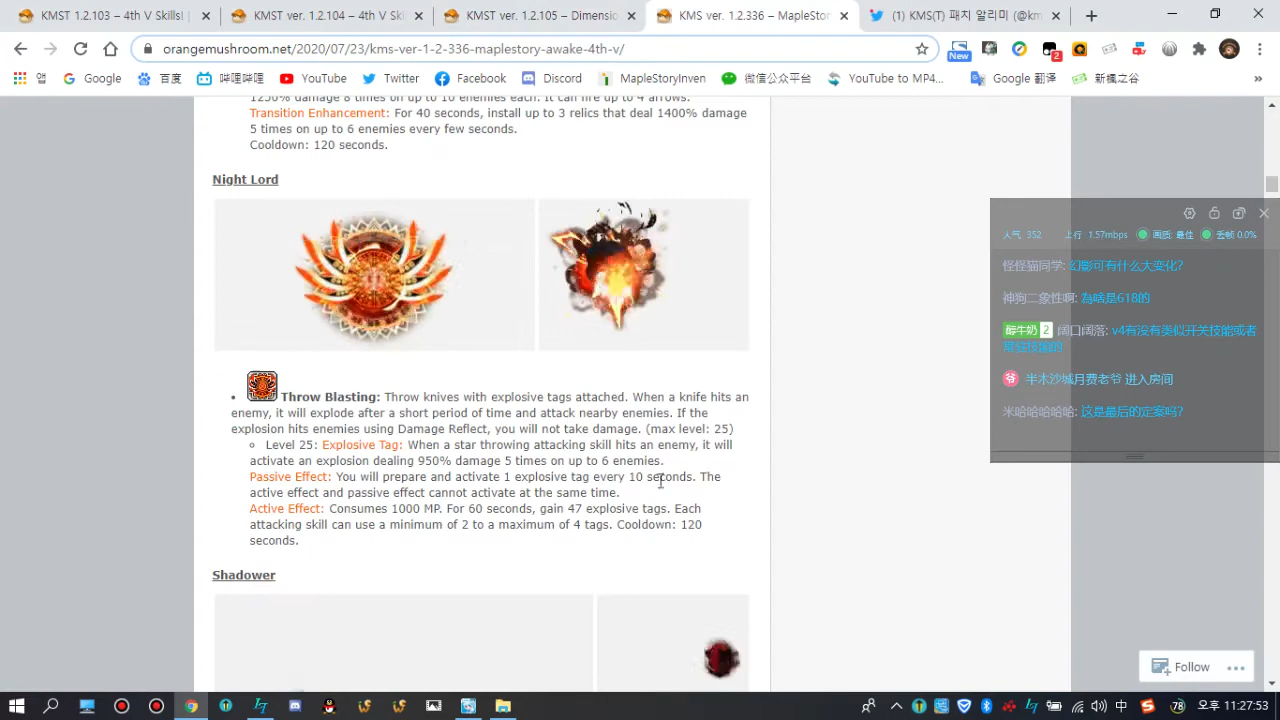 KMST 1.2.103 – 4th V Skills! |
KMST ver. 1.2.104 – 4th V Ski
KMST ver. 1.2.105 – Dimensio
KMS ver. 1.2.336 – MapleStor
(1) KMS(T) 패치 알리미 (@km
orangemushroom.net/2020/07/23/kms-ver-1-2-336-maplestory-awake-4th-v/
New
2
앱
Google
百度
哔哩哔哩
YouTube
Twitter
Facebook
Discord
MapleStoryInven
微信公众平台
YouTube to MP4...
Google 翻译
新楓之谷
»
1250% damage 8 times on up to 10 enemies each. It can fire up to 4 arrows.
Transition Enhancement: For 40 seconds, install up to 3 relics that deal 1400% damage
5 times on up to 6 enemies every few seconds.
Cooldown: 120 seconds.
Night Lord
Throw Blasting: Throw knives with explosive tags attached. When a knife hits an
enemy, it will explode after a short period of time and attack nearby enemies. If the
explosion hits enemies using Damage Reflect, you will not take damage. (max level: 25)
Level 25: Explosive Tag: When a star throwing attacking skill hits an enemy, it will
activate an explosion dealing 950% damage 5 times on up to 6 enemies.
Passive Effect: You will prepare and activate 1 explosive tag every 10 seconds. The
active effect and passive effect cannot activate at the same time.
Active Effect: Consumes 1000 MP. For 60 seconds, gain 47 explosive tags. Each
attacking skill can use a minimum of 2 to a maximum of 4 tags. Cooldown: 120
seconds.
Shadower
人气 352 上行 1.57mbps 画质: 最佳 丢帧 0.0%
怪怪猫同学: 幻影可有什么大变化?
神狗二象性啊: 為啥是618的
酸牛奶 2 阔口阔落: v4有没有类似开关技能或者
常驻技能的
爷 半木沙城月费老爷 进入房间
米哈哈哈哈哈: 这是最后的定案吗?
Follow
中
78
오후 11:27:53